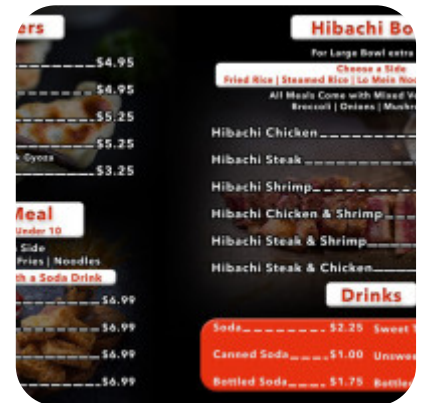 ers
$4.95
$4.95
$5.25
$5.25
Gyoza
$3.25
Meal
Under 10
Side
Fries | Noodles
th a Soda Drink
$6.99
$6.99
$6.99
$6.99
Hibachi Bo
For Large Bowl extra
Choose a Side
Fried Rice | Steamed Rice | Lo Mein Noo
All Meals Come with Mixed Ve
Broccoli | Onions | Mushr
Hibachi Chicken
Hibachi Steak
Hibachi Shrimp
Hibachi Chicken & Shrimp
Hibachi Steak & Shrimp
Hibachi Steak & Chicken
Drinks
Soda $2.25 Sweet T
Canned Soda $1.00 Unswe
Bottled Soda $1.75 Bottle